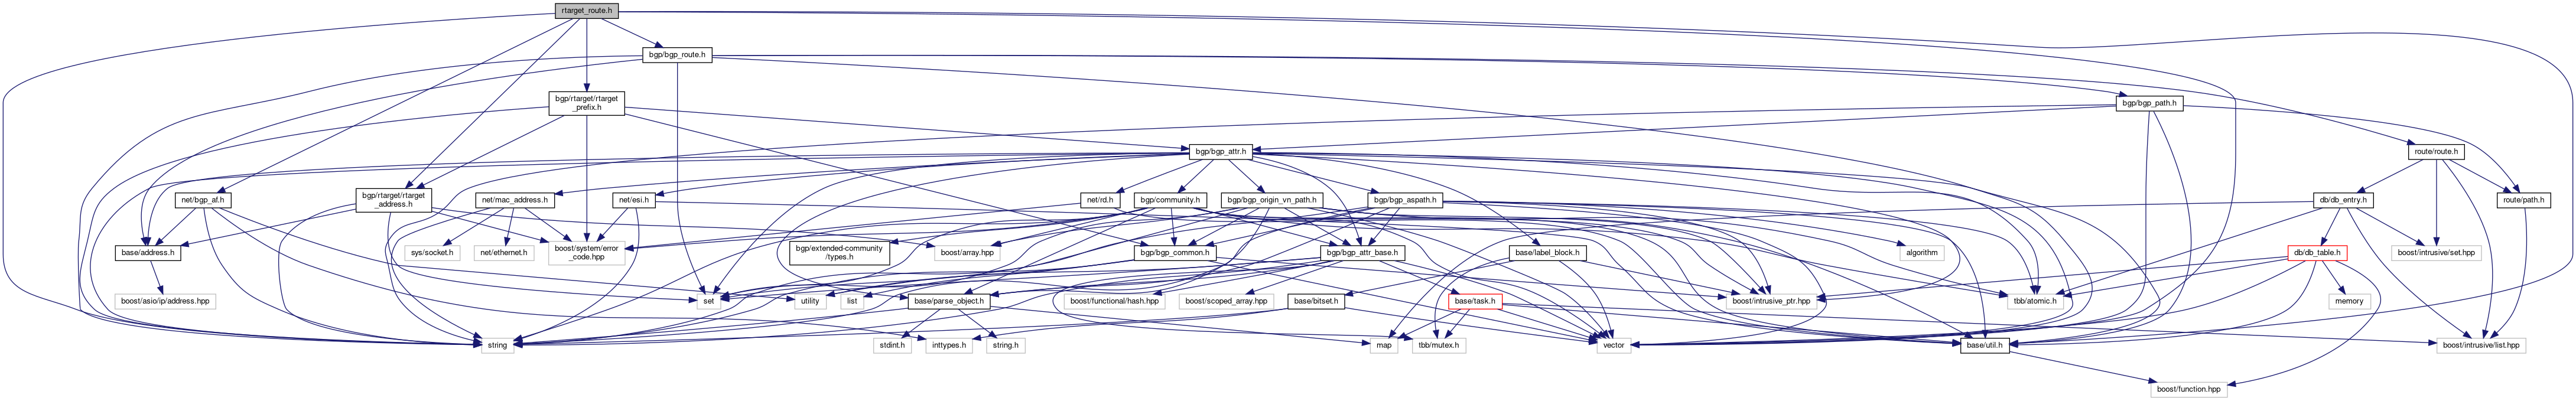 rtarget_route.h
bgp/bgp_route.h
bgp/rtarget/rtarget
_prefix.h
bgp/bgp_path.h
bgp/bgp_attr.h
route/route.h
net/bgp_af.h
bgp/rtarget/rtarget
_address.h
net/mac_address.h
net/esi.h
net/rd.h
bgp/community.h
bgp/bgp_origin_vn_path.h
bgp/bgp_aspath.h
db/db_entry.h
route/path.h
base/address.h
sys/socket.h
net/ethernet.h
boost/system/error
_code.hpp
bgp/extended-community
/types.h
boost/array.hpp
bgp/bgp_common.h
bgp/bgp_attr_base.h
base/label_block.h
algorithm
db/db_table.h
boost/intrusive/set.hpp
boost/asio/ip/address.hpp
set
utility
list
base/parse_object.h
boost/functional/hash.hpp
boost/scoped_array.hpp
base/bitset.h
base/task.h
boost/intrusive_ptr.hpp
tbb/atomic.h
memory
string
stdint.h
inttypes.h
string.h
map
tbb/mutex.h
vector
base/util.h
boost/intrusive/list.hpp
boost/function.hpp